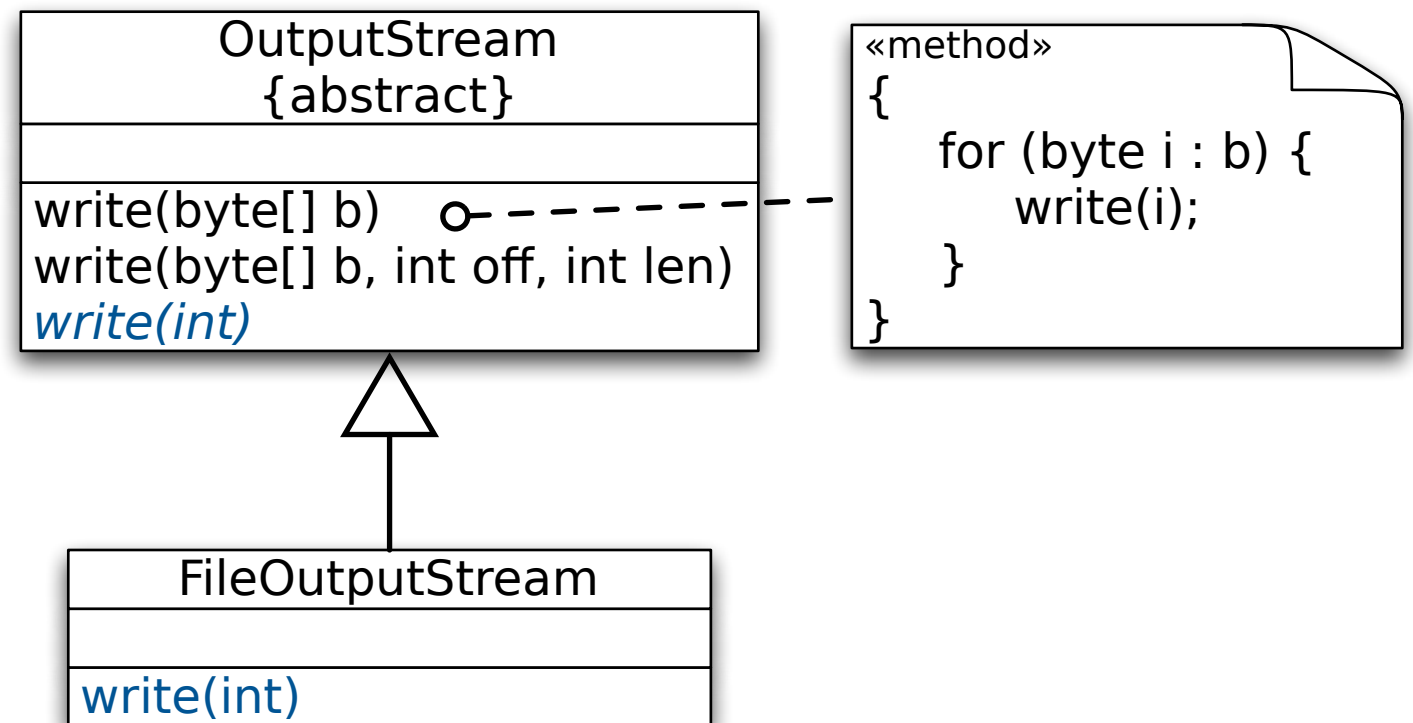 OutputStream
{abstract}
write(byte[] b)
write(byte[] b, int off, int len)
write(int)
«method»
{
for (byte i : b) {
write(i);
}
}
FileOutputStream
write(int)